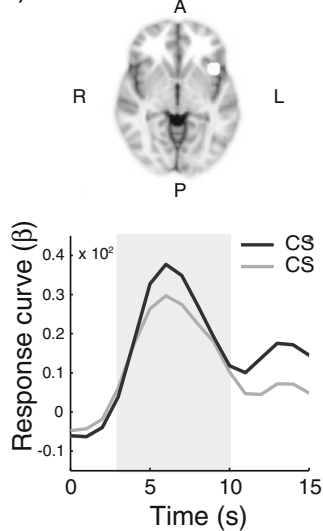 A
R
L
P
Response curve (β)
x 10²
0.4
0.3
0.2
0.1
0
-0.1
CS
CS
0
5
10
15
Time (s)